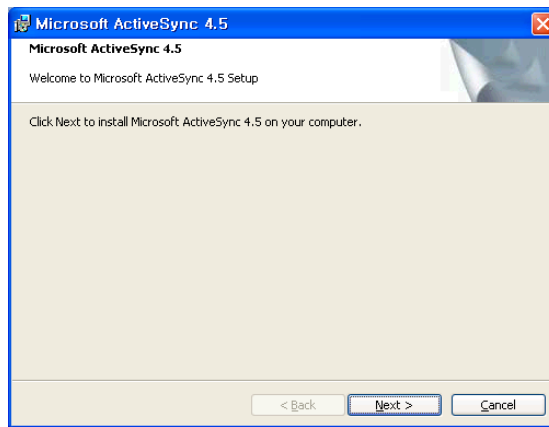 Microsoft ActiveSync 4.5
Microsoft ActiveSync 4.5
Welcome to Microsoft ActiveSync 4.5 Setup
Click Next to install Microsoft ActiveSync 4.5 on your computer.
< Back Next > Cancel